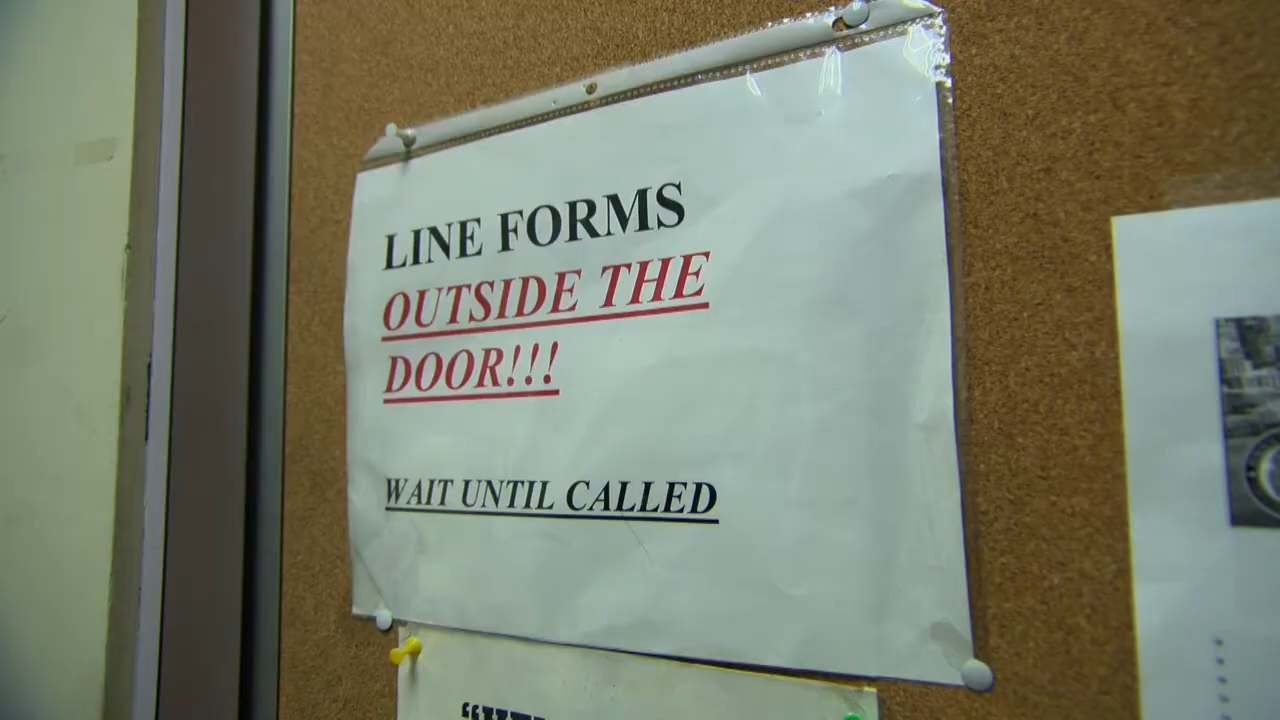 LINE FORMS
OUTSIDE THE
DOOR!!!
WAIT UNTIL CALLED